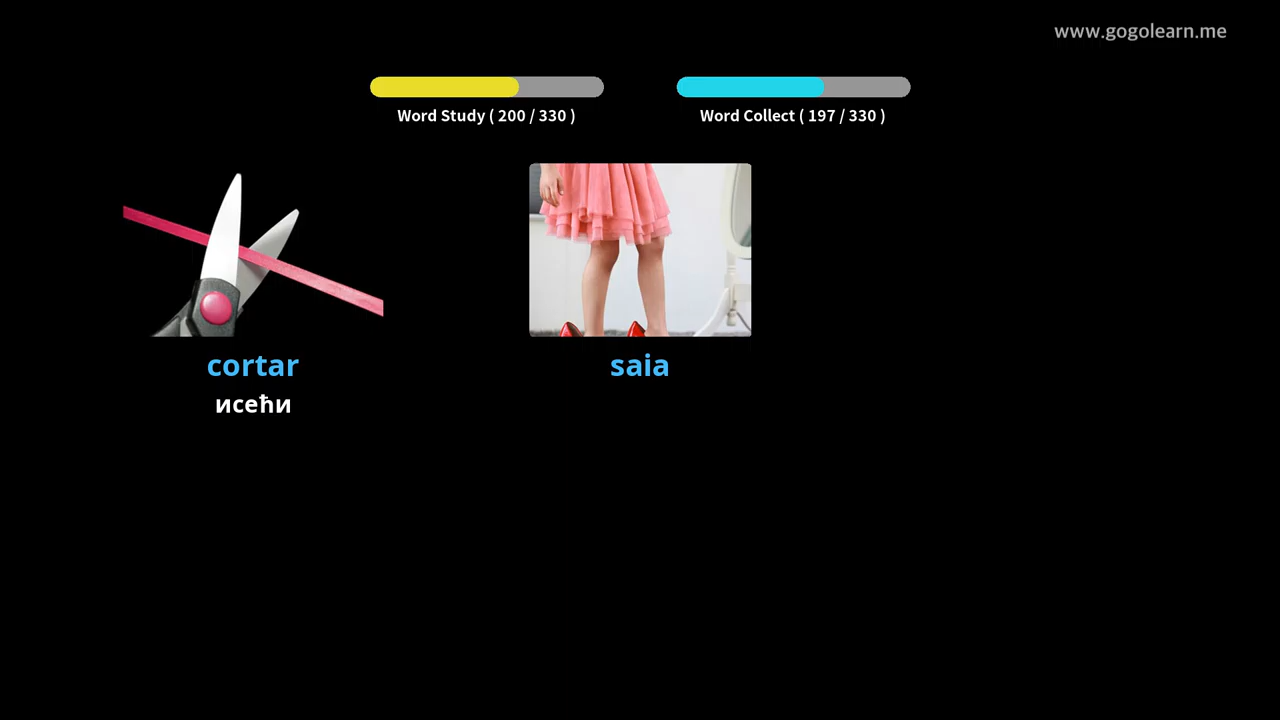 www.gogolearn.me
Word Study ( 200 / 330 )
Word Collect ( 197 / 330 )
cortar
saia
исећи